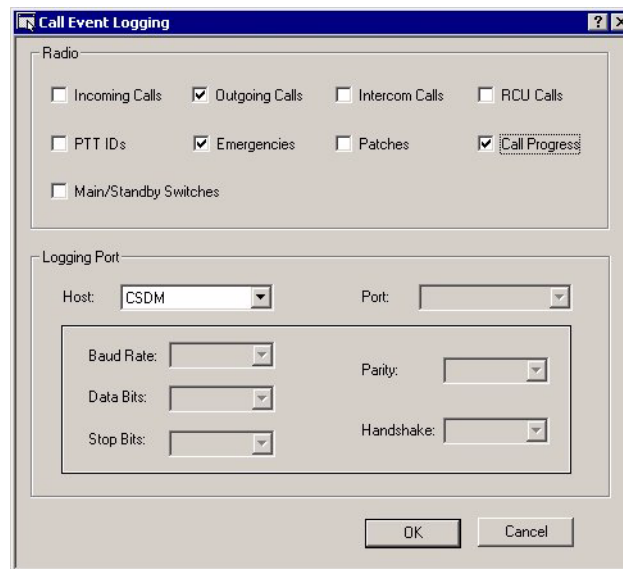 Call Event Logging
Radio
Incoming Calls Outgoing Calls Intercom Calls RCU Calls
PTT IDs Emergencies Patches Call Progress
Main/Standby Switches
Logging Port
Host: CSDM Port:
Baud Rate: Parity:
Data Bits:
Stop Bits: Handshake:
OK Cancel